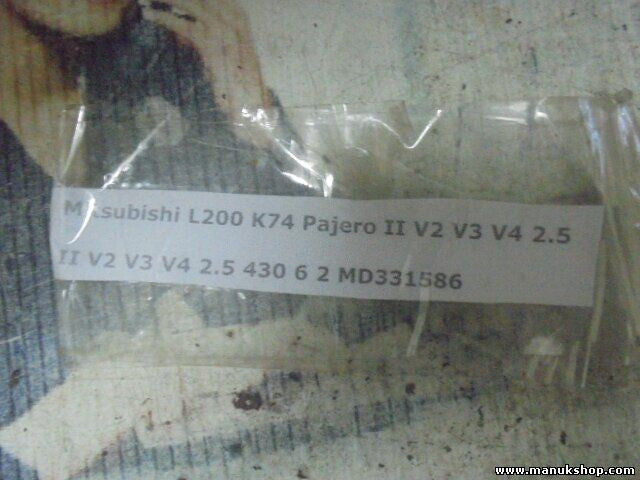 Mitsubishi L200 K74 Pajero II V2 V3 V4 2.5
II V2 V3 V4 2.5 430 6 2 MD331586
www.manukshop.com